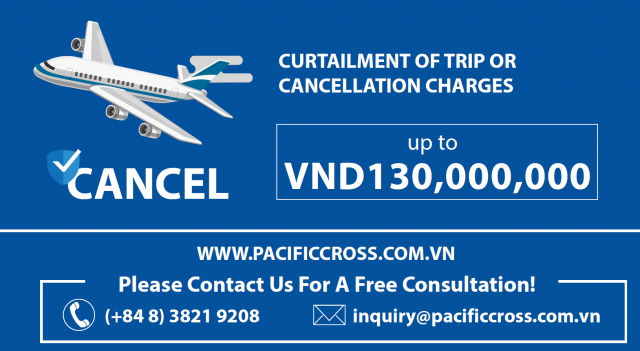 CURTAILMENT OF TRIP OR
CANCELLATION CHARGES
up to
VND130,000,000
CANCEL
WWW.PACIFICCROSS.COM.VN
Please Contact Us For A Free Consultation!
(+84 8) 3821 9208
inquiry@pacificcross.com.vn